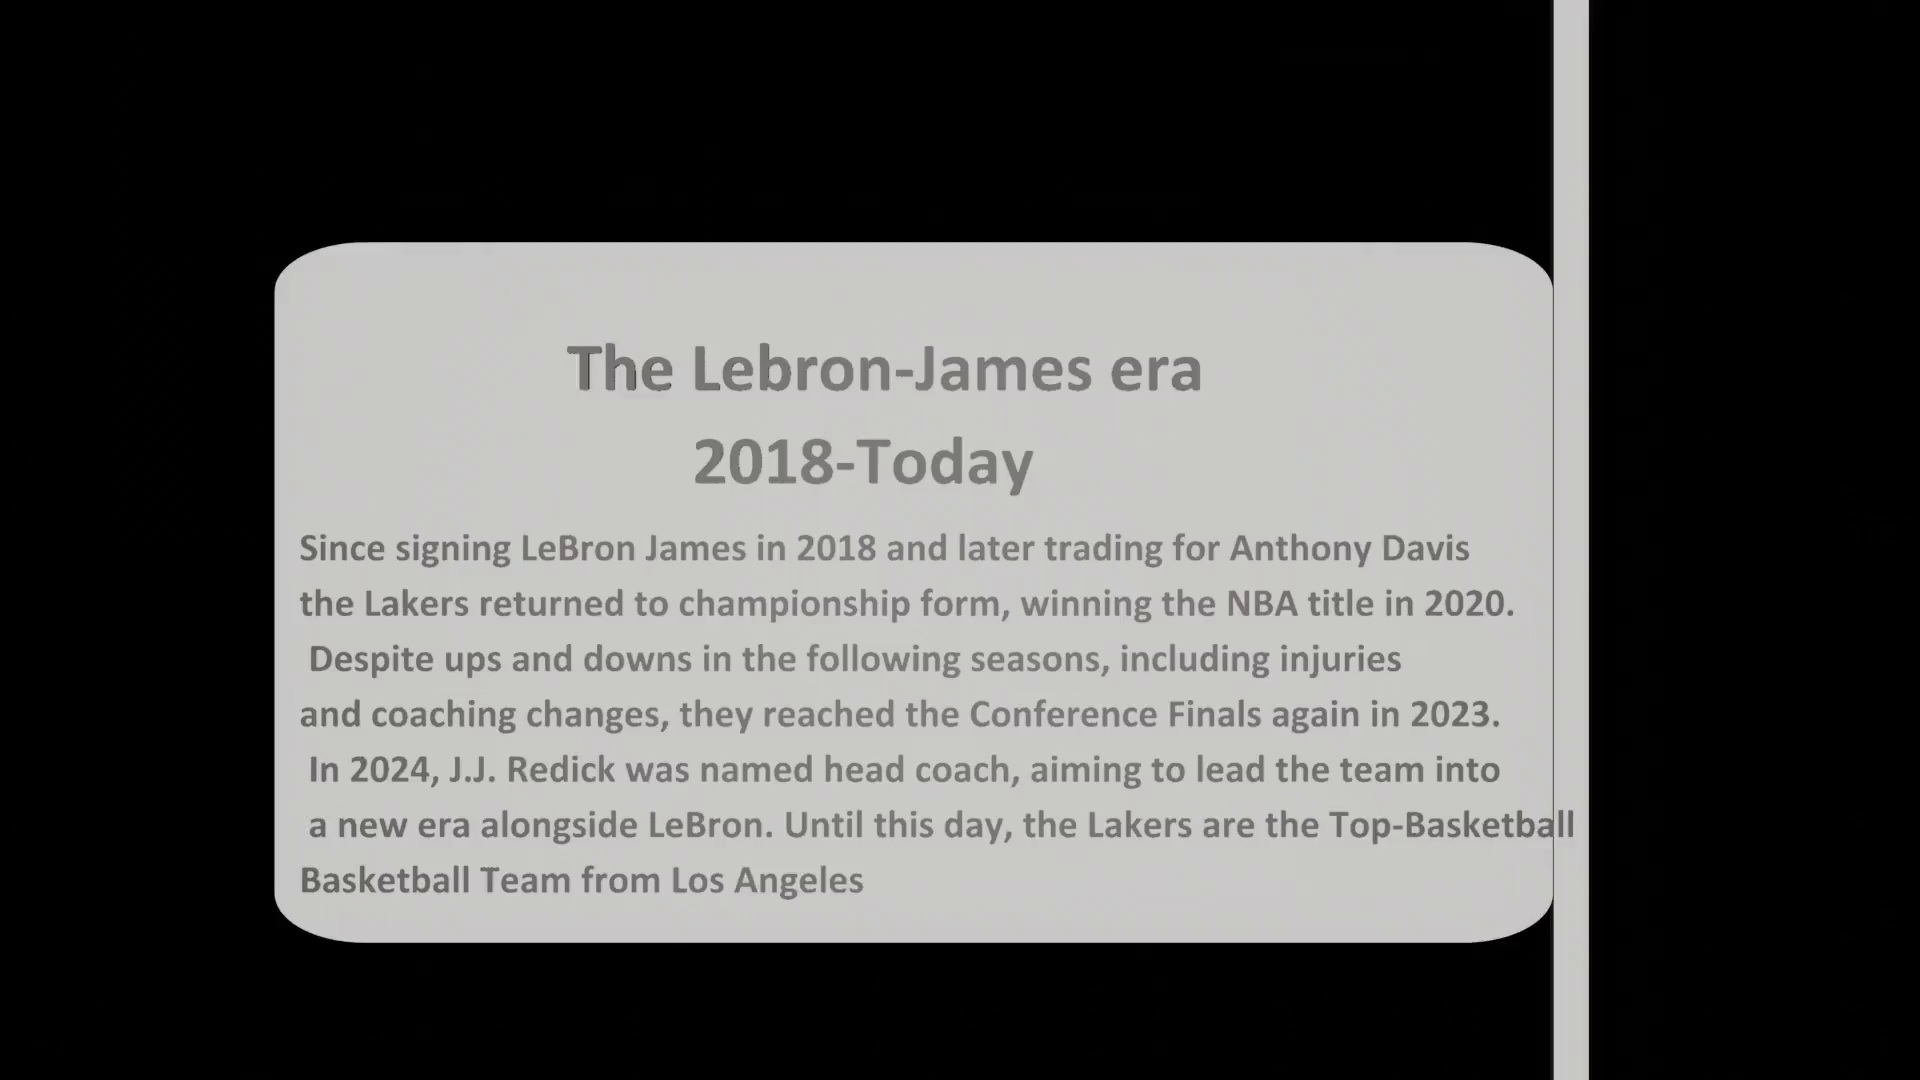 The Lebron-James era
2018-Today
Since signing LeBron James in 2018 and later trading for Anthony Davis
the Lakers returned to championship form, winning the NBA title in 2020.
Despite ups and downs in the following seasons, including injuries
and coaching changes, they reached the Conference Finals again in 2023.
In 2024, J.J. Redick was named head coach, aiming to lead the team into
a new era alongside LeBron. Until this day, the Lakers are the Top-Basketball
Basketball Team from Los Angeles